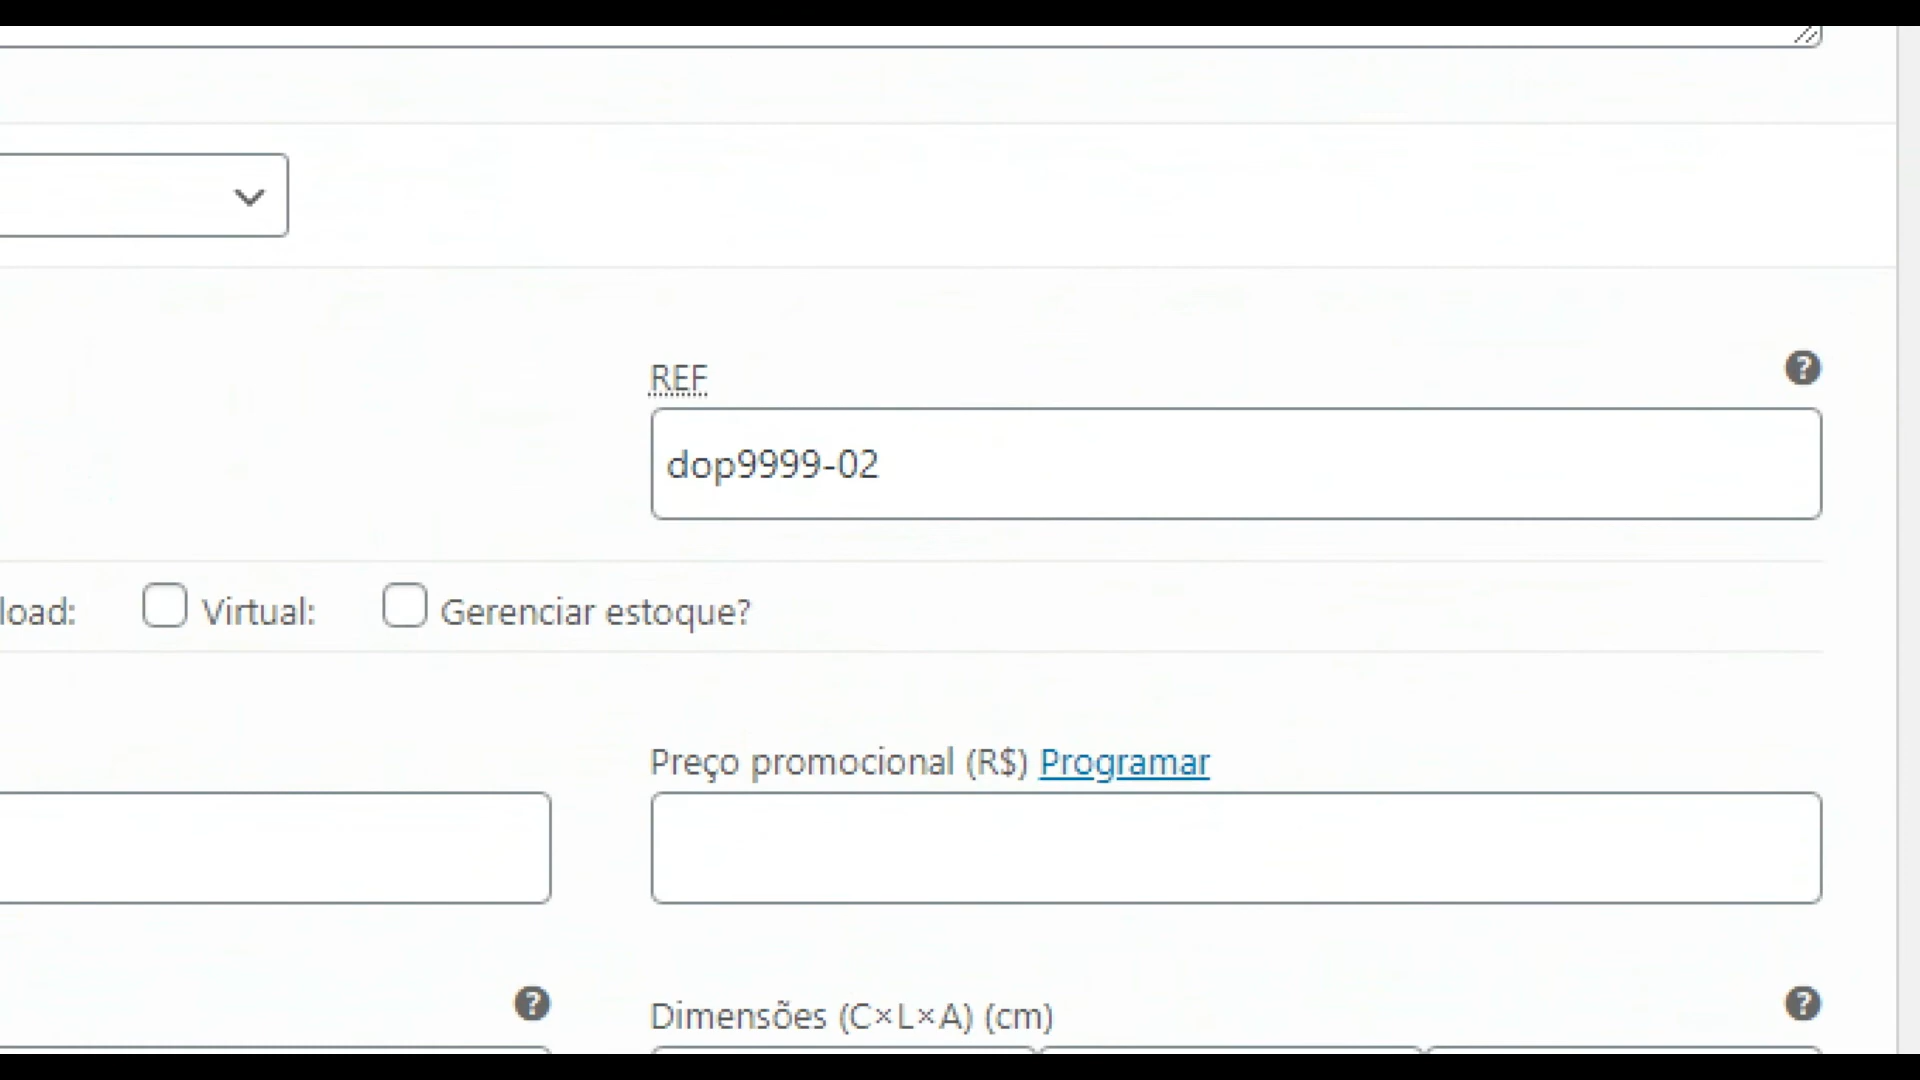 REF
dop9999-02
load:
Virtual:
Gerenciar estoque?
Preço promocional (R$) Programar
Dimensões (C×L×A) (cm)